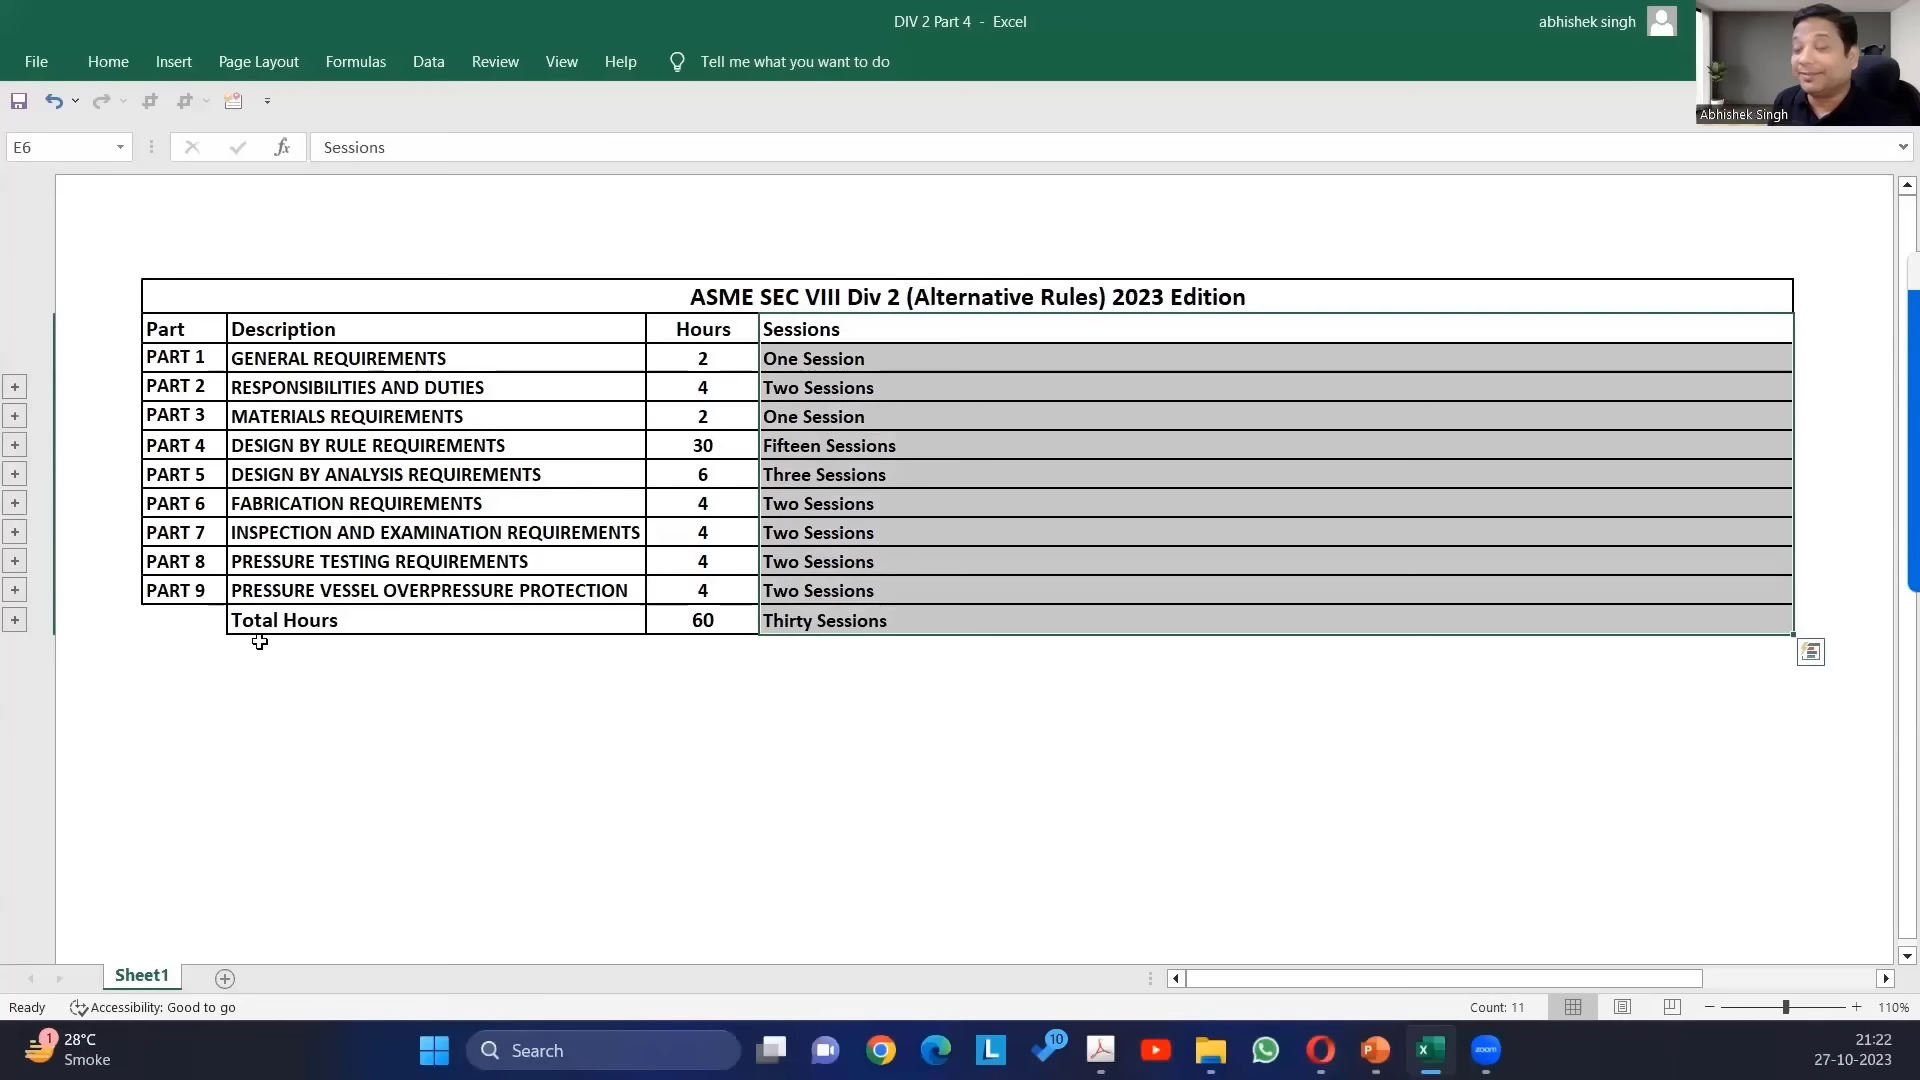 DIV 2 Part 4 - Excel
abhishek singh
File Home Insert Page Layout Formulas Data Review View Help Tell me what you want to do
Abhishek Singh
E6 fx Sessions
ASME SEC VIII Div 2 (Alternative Rules) 2023 Edition
Part Description Hours Sessions
PART 1 GENERAL REQUIREMENTS 2 One Session
PART 2 RESPONSIBILITIES AND DUTIES 4 Two Sessions
PART 3 MATERIALS REQUIREMENTS 2 One Session
PART 4 DESIGN BY RULE REQUIREMENTS 30 Fifteen Sessions
PART 5 DESIGN BY ANALYSIS REQUIREMENTS 6 Three Sessions
PART 6 FABRICATION REQUIREMENTS 4 Two Sessions
PART 7 INSPECTION AND EXAMINATION REQUIREMENTS 4 Two Sessions
PART 8 PRESSURE TESTING REQUIREMENTS 4 Two Sessions
PART 9 PRESSURE VESSEL OVERPRESSURE PROTECTION 4 Two Sessions
Total Hours 60 Thirty Sessions
Sheet1
Ready Accessibility: Good to go Count: 11 110%
1 28°C
Smoke
Search
L
10
zoom
21:22
27-10-2023